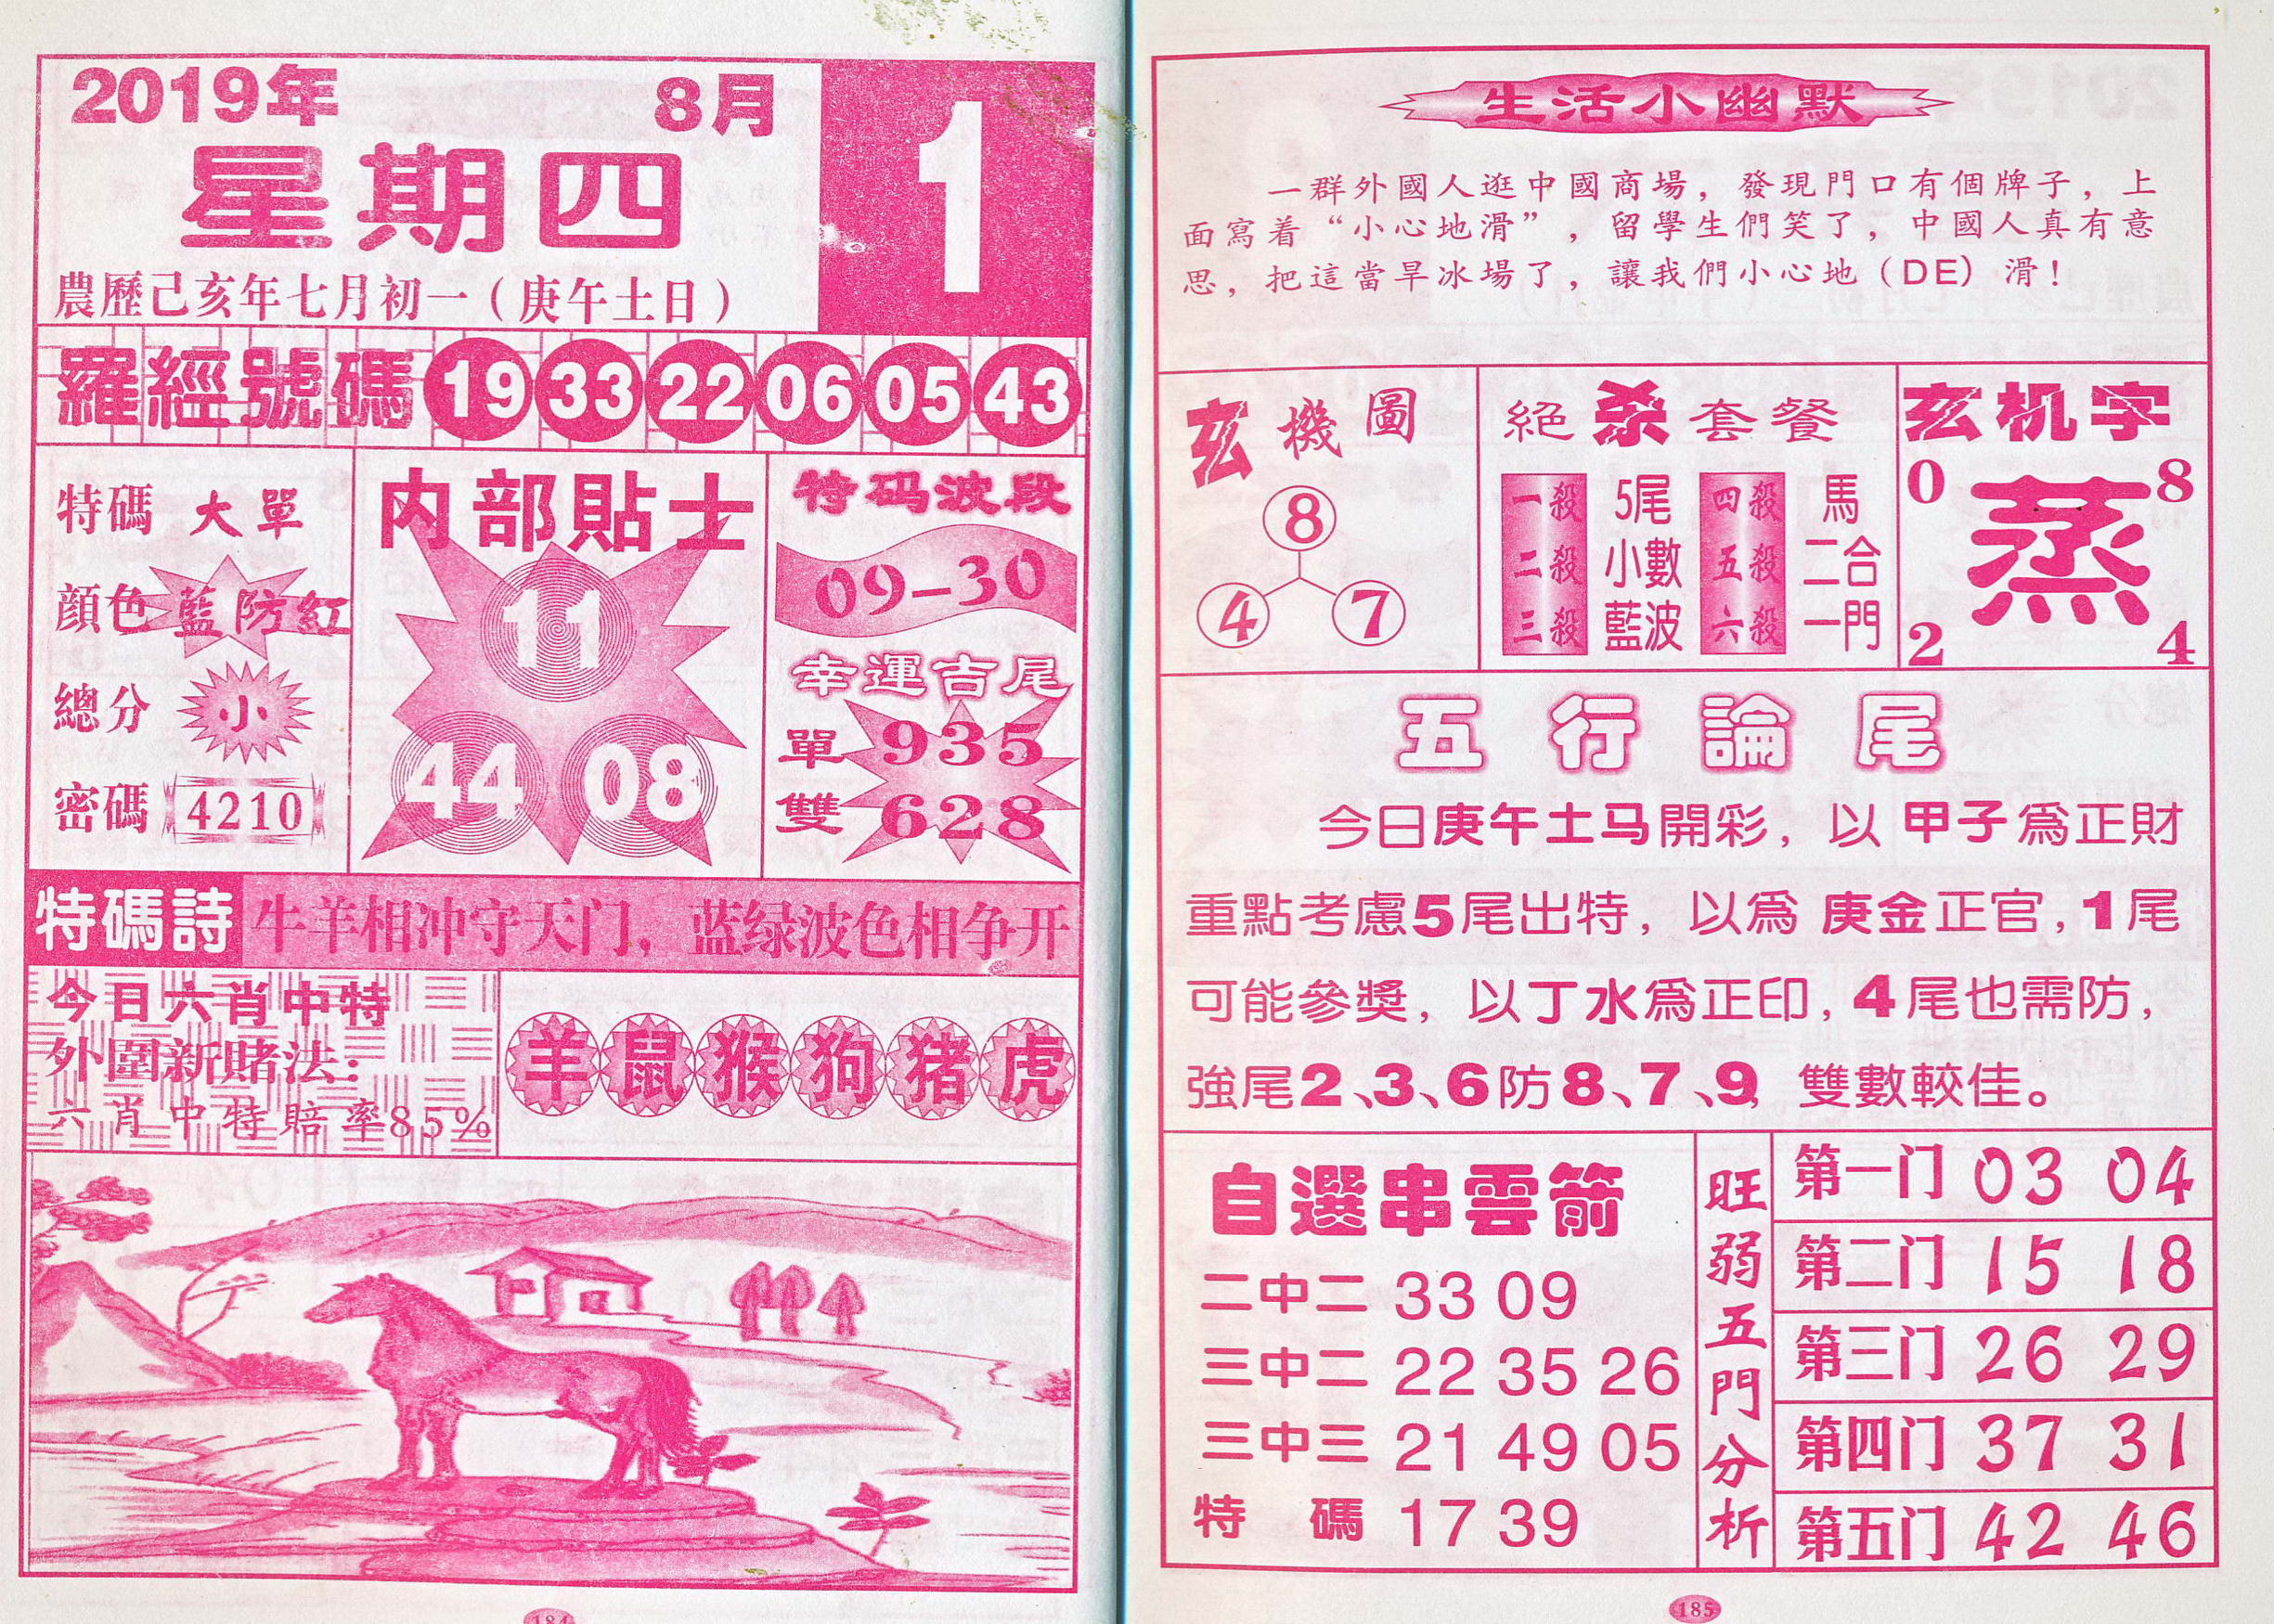 2019年 8月
1
星期四
農歷己亥年七月初一(庚午土日)
羅經號碼 19 33 22 06 05 43
特碼 大單
顔色 藍防紅
總分 小
密碼 4210
内部貼士
11
44 08
特码波段
09-30
幸運吉尾
單 935
雙 628
特碼詩 牛羊相冲守天门，蓝绿波色相争开
今日六肖中特
外圍新賭法:
六肖中特賠率85%
羊 鼠 猴 狗 猪 虎
184
生活小幽默
一群外國人逛中國商場，發現門口有個牌子，上
面寫着“小心地滑”，留學生們笑了，中國人真有意
思，把這當旱冰場了，讓我們小心地(DE)滑!
玄機圖
8
4 7
絕杀套餐
一殺 5尾 四殺 馬
二殺 小數 五殺 二合
三殺 藍波 六殺 一門
玄机字
0 8
蒸
2 4
五行論尾
今日庚午土马開彩，以甲子爲正財
重點考慮5尾出特，以爲庚金正官，1尾
可能參獎，以丁水爲正印，4尾也需防，
強尾2、3、6防8、7、9，雙數較佳。
自選串雲箭
二中二 33 09
三中二 22 35 26
三中三 21 49 05
特碼 17 39
旺弱五門分析
第一门 03 04
第二门 15 18
第三门 26 29
第四门 37 31
第五门 42 46
185